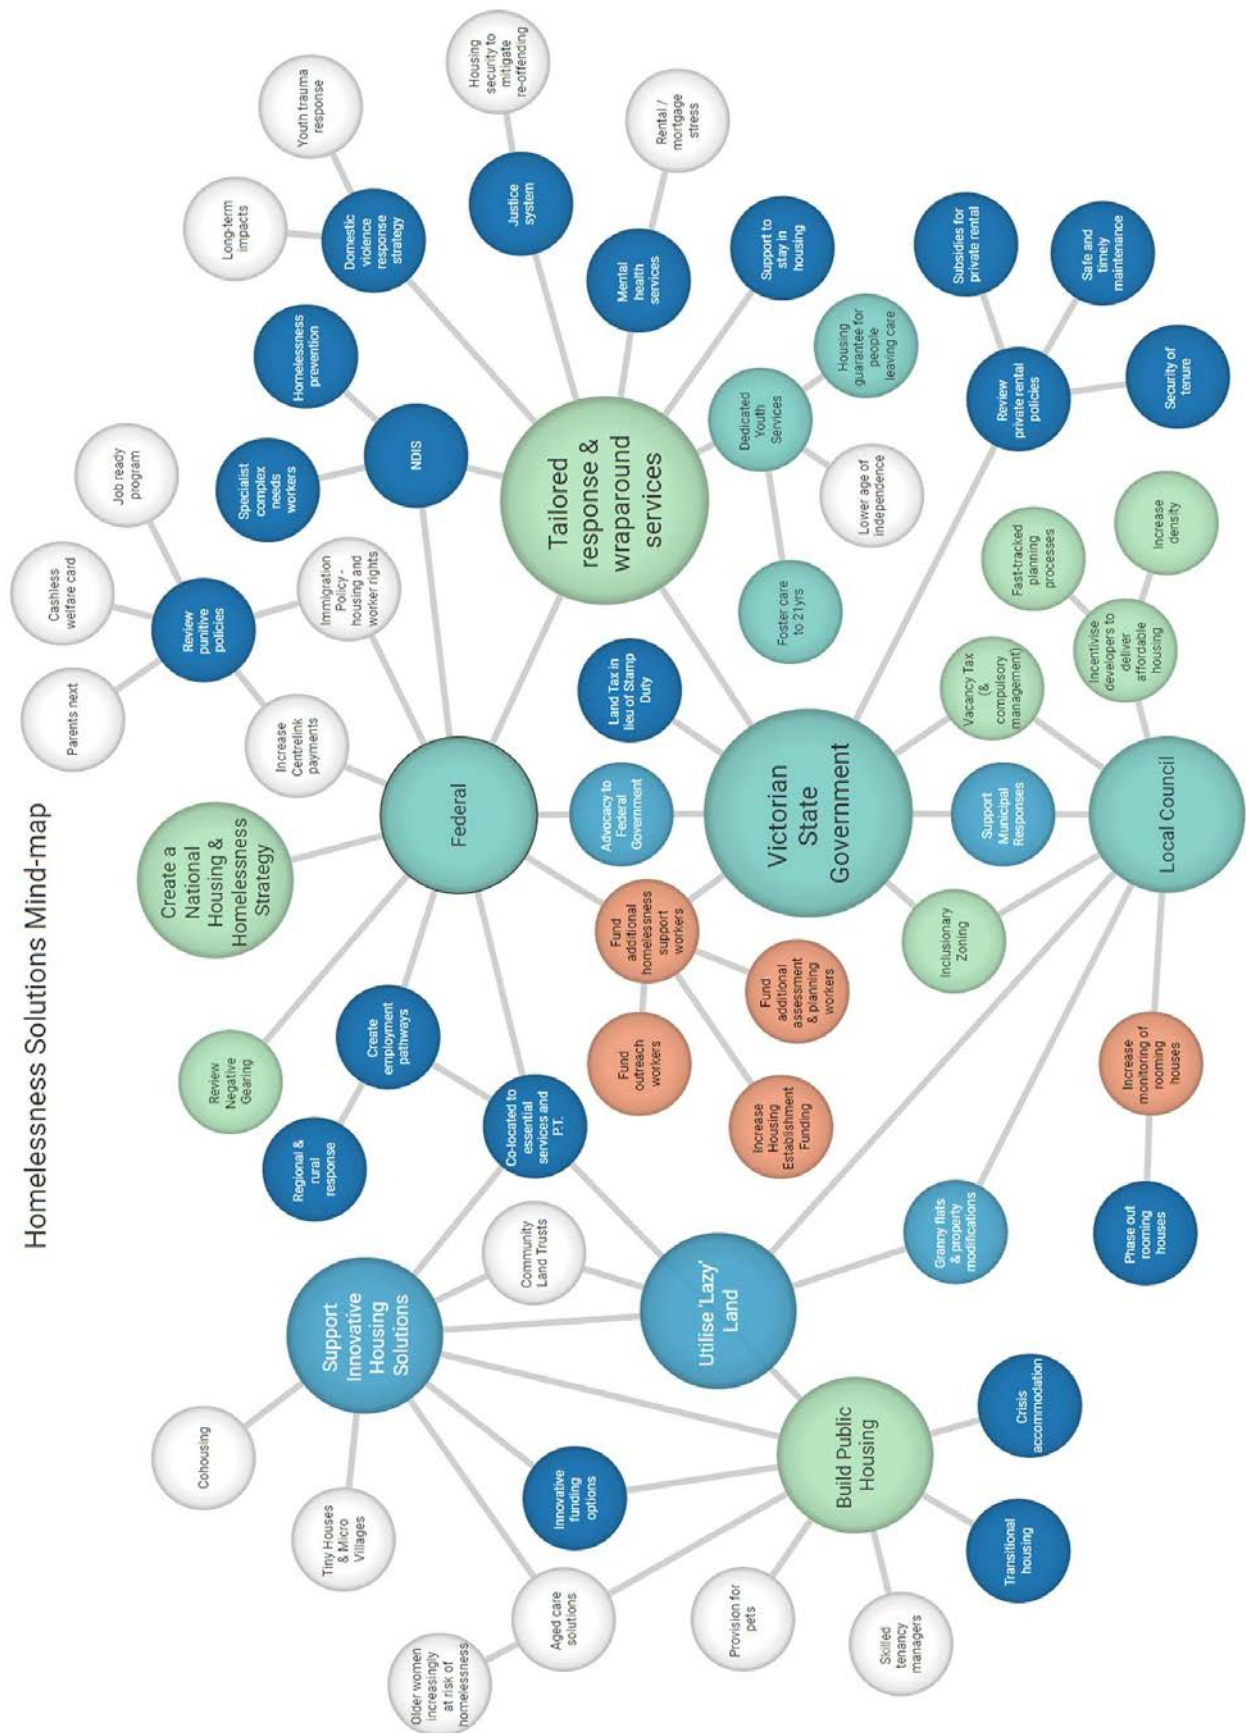 Homelessness Solutions Mind-map
Parents next
Cashless
welfare card
Job ready
program
Review
punitive
policies
Increase
Centrelink
payments
Immigration
Policy -
housing and
worker rights
Specialist
complex
needs
workers
Homelessness
prevention
NDIS
Long-term
impacts
Youth trauma
response
Domestic
violence
response
strategy
Housing
security to
mitigate
re-offending
Justice
system
Rental /
mortgage
stress
Mental
health
services
Support to
stay in
housing
Tailored
response &
wraparound
services
Dedicated
Youth
Services
Housing
guarantee for
people
leaving care
Lower age of
independence
Foster care
to 21yrs
Create a
National
Housing &
Homelessness
Strategy
Review
Negative
Gearing
Federal
Create
employment
pathways
Regional &
rural
response
Co-located to
essential
services and
P.T.
Advocacy to
Federal
Government
Land Tax in
lieu of Stamp
Duty
Fund
additional
homelessness
support
workers
Fund
outreach
workers
Fund
additional
assessment
& planning
workers
Increase
Housing
Establishment
Funding
Victorian
State
Government
Review
private rental
policies
Subsidies for
private rental
Safe and
timely
maintenance
Security of
tenure
Inclusionary
Zoning
Support
Municipal
Responses
Vacancy Tax
(&
compulsory
management)
Fast-tracked
planning
processes
Increase
density
Incentivise
developers to
deliver
affordable
housing
Local Council
Increase
monitoring of
rooming
houses
Phase out
rooming
houses
Granny flats
& property
modifications
Support
Innovative
Housing
Solutions
Community
Land Trusts
Utilise 'Lazy'
Land
Cohousing
Tiny Houses
& Micro
Villages
Innovative
funding
options
Older women
increasingly
at risk of
homelessness
Aged care
solutions
Build Public
Housing
Provision for
pets
Skilled
tenancy
managers
Transitional
housing
Crisis
accommodation